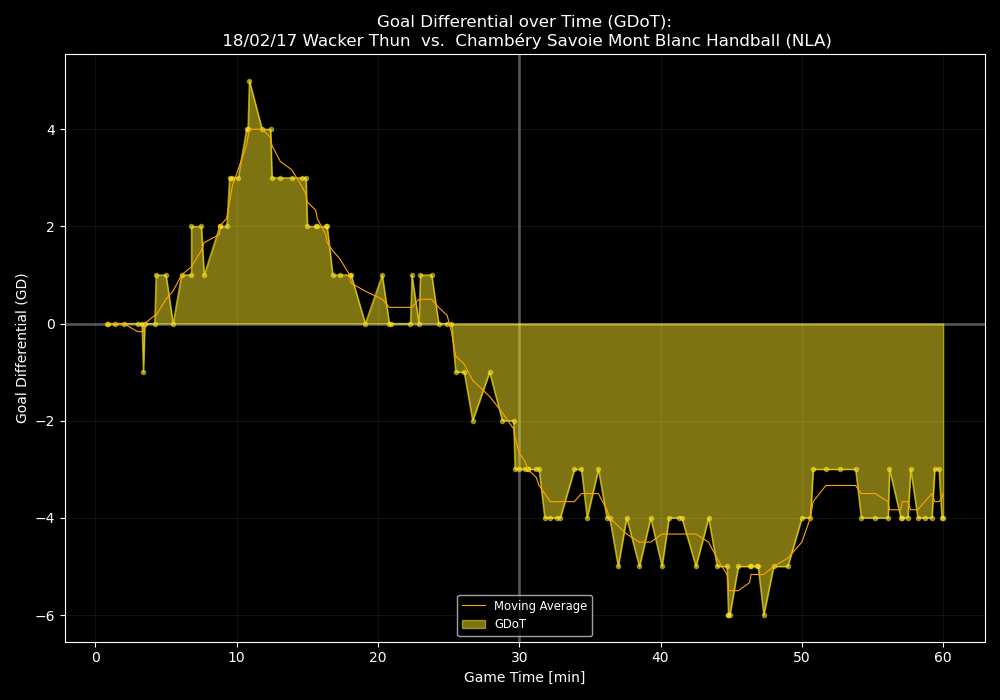 Goal Differential over Time (GDoT):
18/02/17 Wacker Thun  vs.  Chambéry Savoie Mont Blanc Handball (NLA)
Goal Differential (GD)
4
2
0
−2
−4
−6
Moving Average
GDoT
0 10 20 30 40 50 60
Game Time [min]